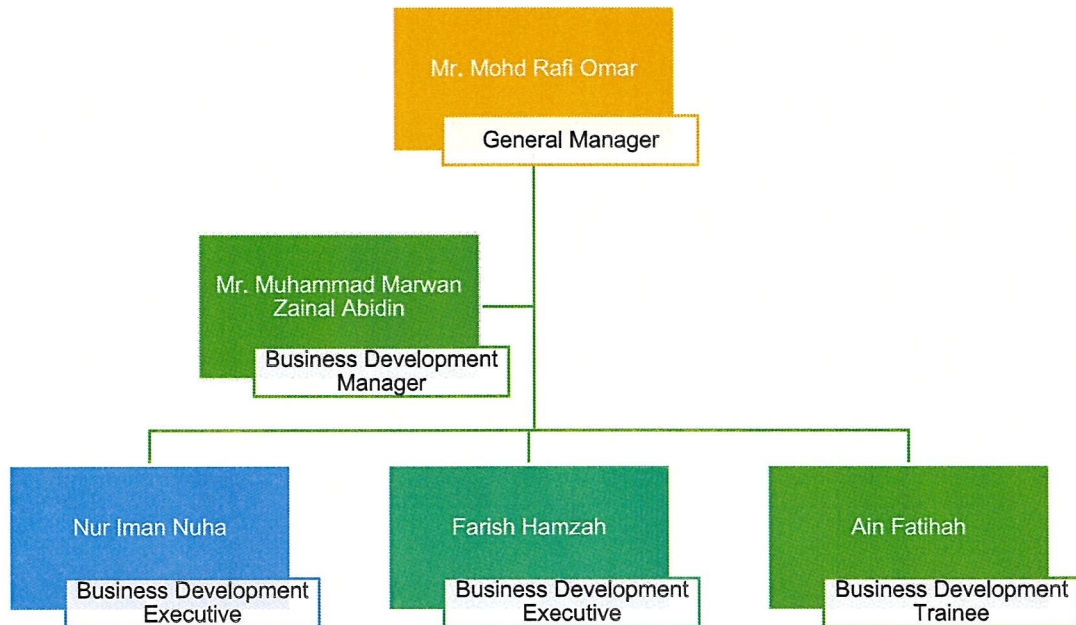 Mr. Mohd Rafi Omar
General Manager
Mr. Muhammad Marwan
Zainal Abidin
Business Development
Manager
Nur Iman Nuha
Business Development
Executive
Farish Hamzah
Business Development
Executive
Ain Fatihah
Business Development
Trainee